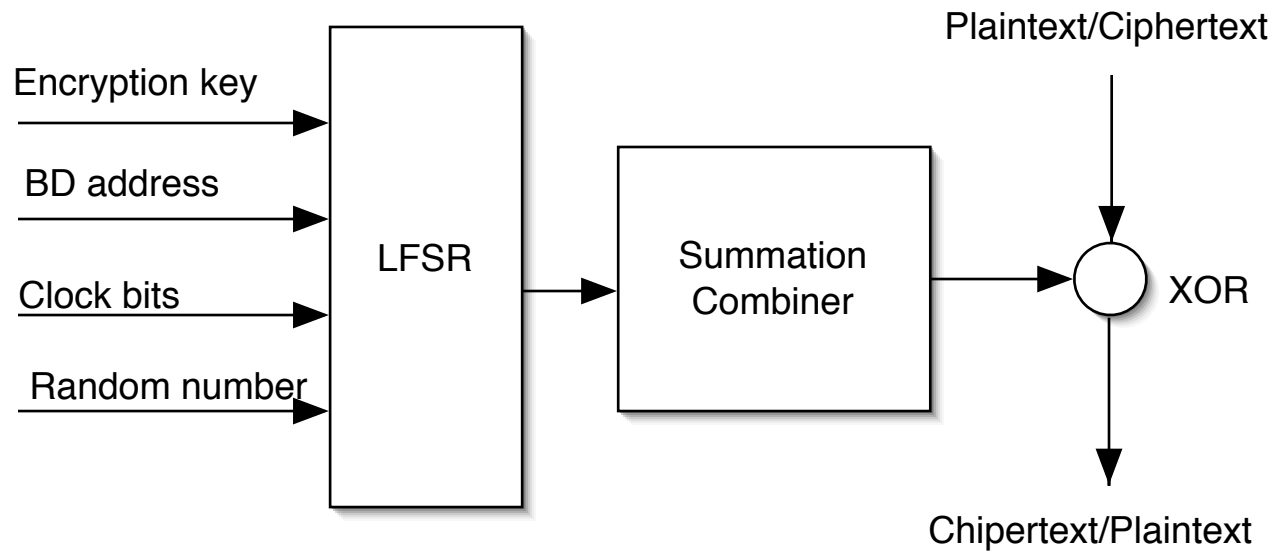 Plaintext/Ciphertext
Encryption key
BD address
LFSR
Summation
Combiner
Clock bits
XOR
Random number
Chipertext/Plaintext